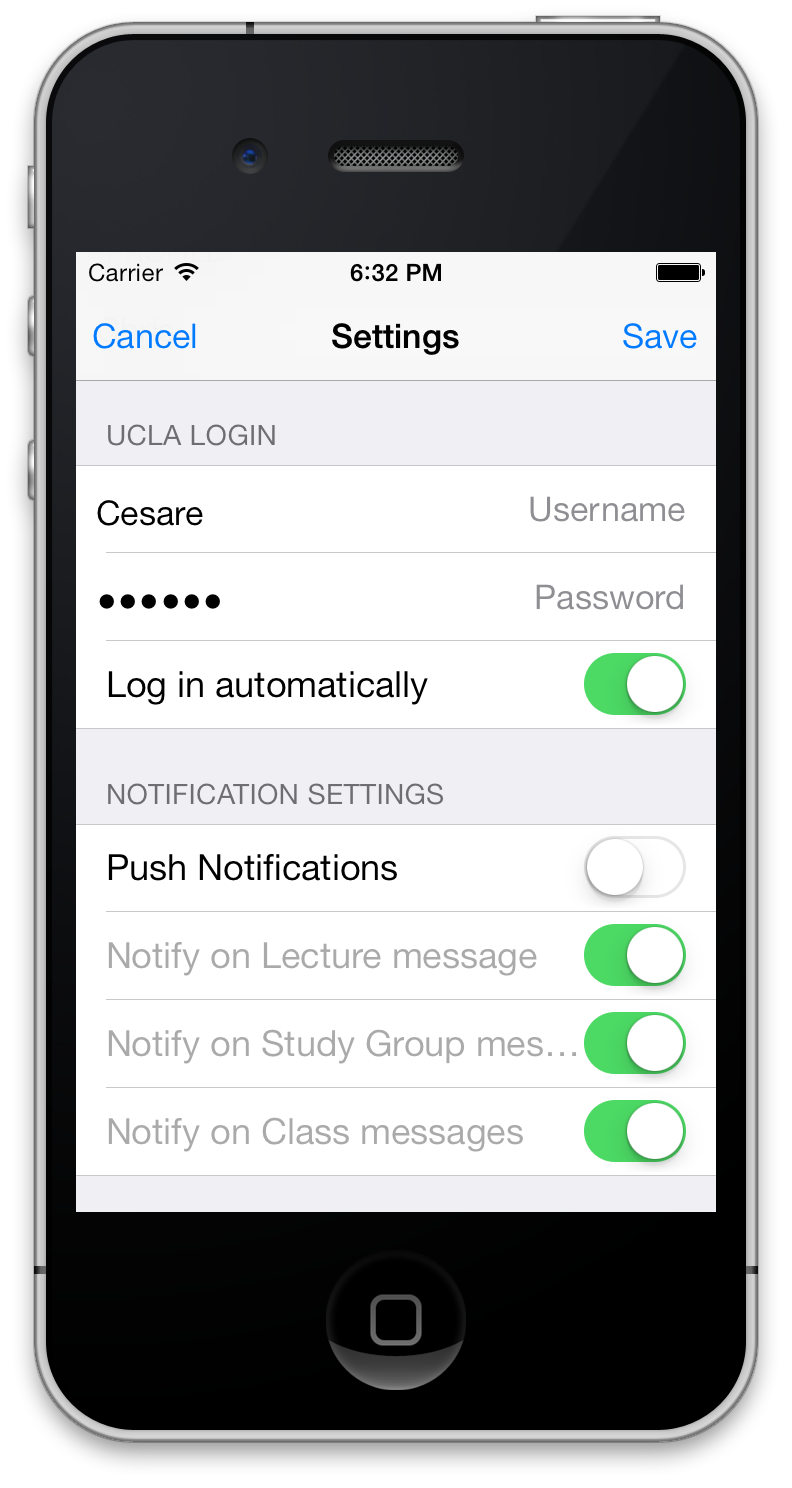 Carrier 6:32 PM
Cancel Settings Save
UCLA LOGIN
Cesare Username
•••••• Password
Log in automatically
NOTIFICATION SETTINGS
Push Notifications
Notify on Lecture message
Notify on Study Group mes...
Notify on Class messages